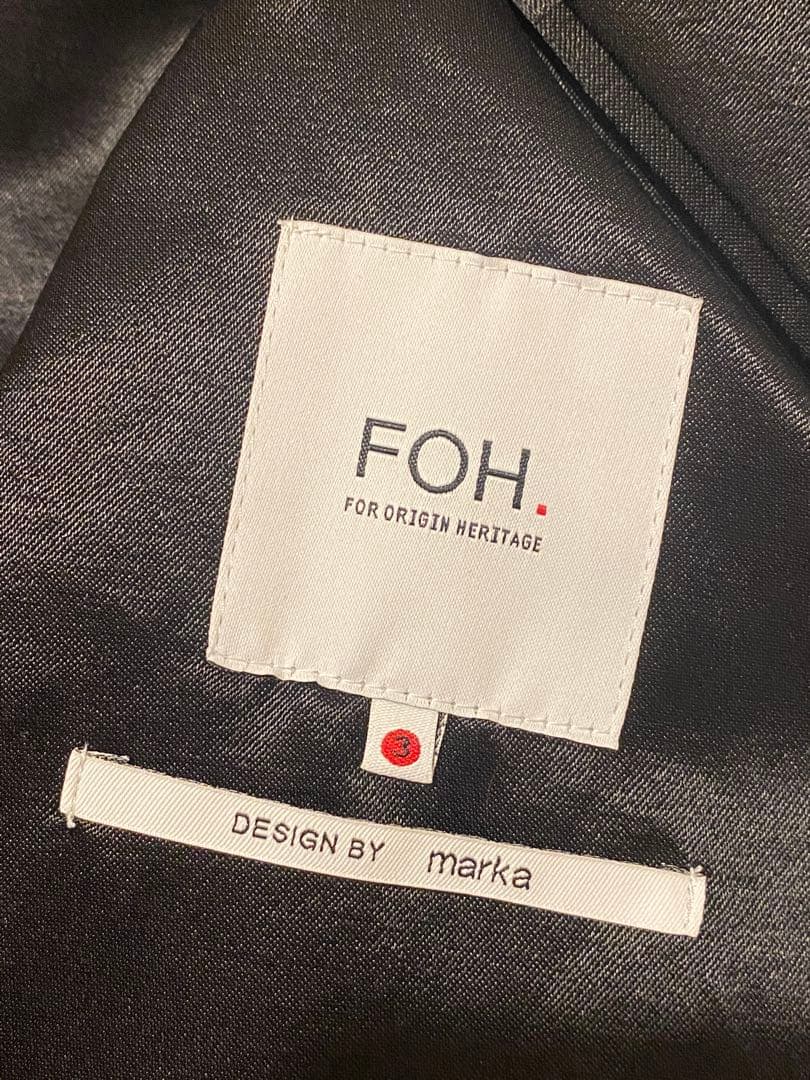 FOH.
FOR ORIGIN HERITAGE
3
DESIGN BY marka